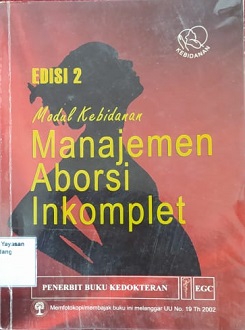 KEBIDANAN
EDISI 2
Modul Kebidanan
Manajemen
Aborsi
Inkomplet
Yayasan
lang
PENERBIT BUKU KEDOKTERAN EGC
Memfotokopi/membajak buku ini melanggar UU No. 19 Th 2002